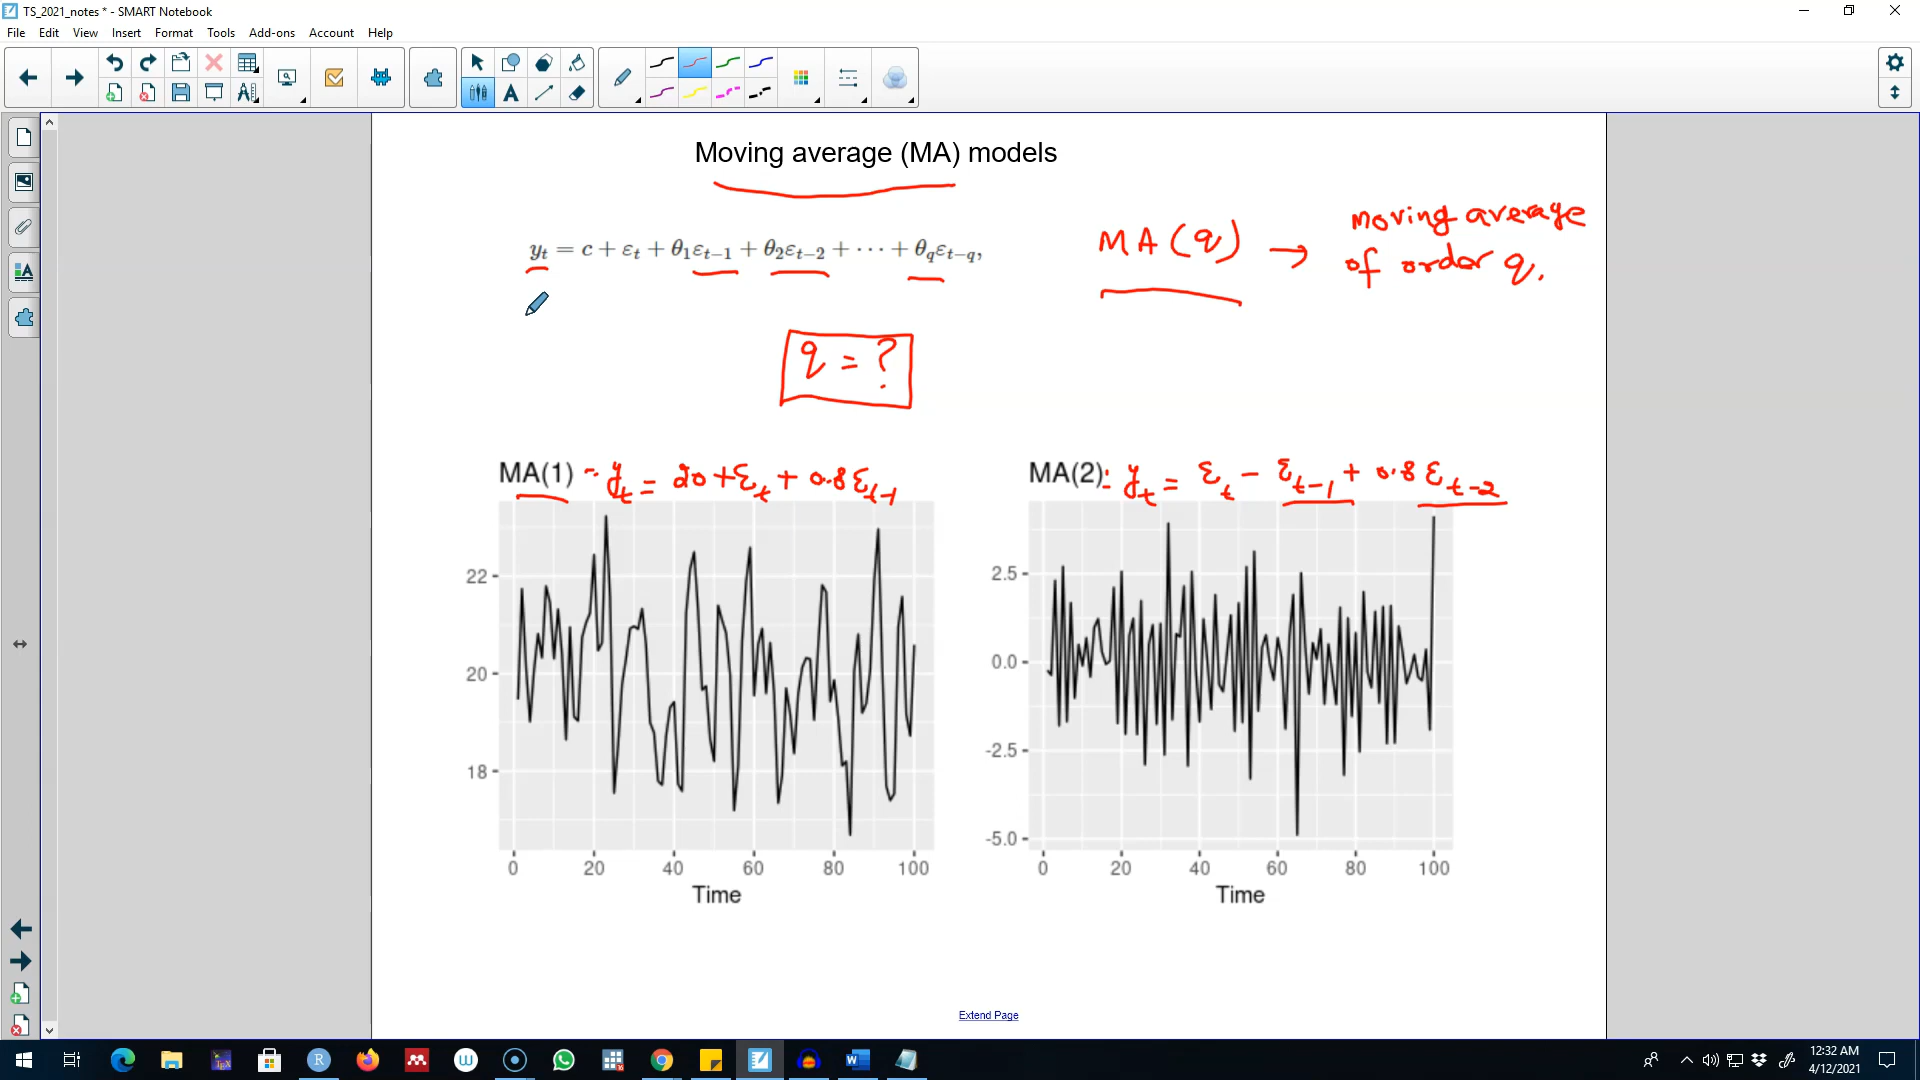 TS_2021_notes * - SMART Notebook
File Edit View Insert Format Tools Add-ons Account Help
Moving average (MA) models
yₜ = c + εₜ + θ₁εₜ₋₁ + θ₂εₜ₋₂ + ⋯ + θ_qεₜ₋q,
MA(q) → moving average
of order q.
q = ?
MA(1) - yₜ = 20 + εₜ + 0.8 εₜ₋₁
22
20
18
0 20 40 60 80 100
Time
MA(2): yₜ = εₜ - εₜ₋₁ + 0.8 εₜ₋₂
2.5
0.0
-2.5
-5.0
0 20 40 60 80 100
Time
Extend Page
12:32 AM
4/12/2021